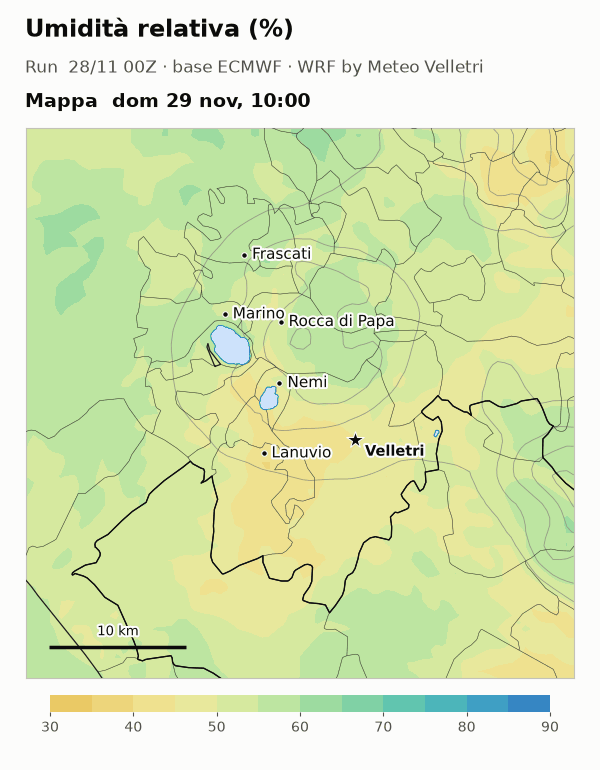 Umidità relativa (%)
Run  28/11 00Z · base ECMWF · WRF by Meteo Velletri
Mappa  dom 29 nov, 10:00
Frascati
Marino
Rocca di Papa
Nemi
Velletri
Lanuvio
10 km
30 40 50 60 70 80 90